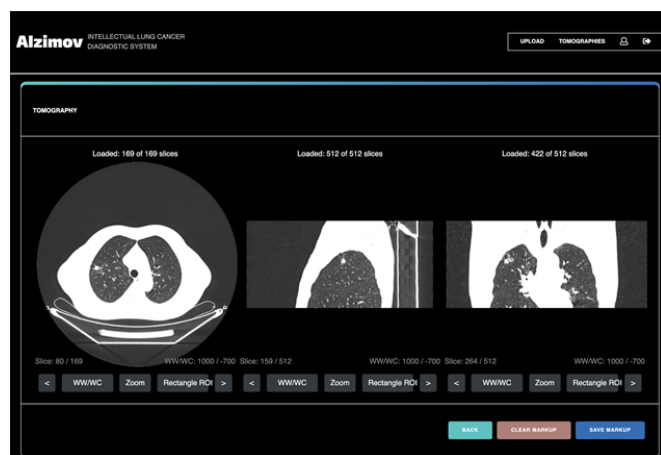 Alzimov
INTELLECTUAL LUNG CANCER
DIAGNOSTIC SYSTEM
UPLOAD TOMOGRAPHIES
TOMOGRAPHY
Loaded: 169 of 169 slices
Loaded: 512 of 512 slices
Loaded: 422 of 512 slices
Slice: 80 / 169 WW/WC: 1000 / -700
Slice: 159 / 512 WW/WC: 1000 / -700
Slice: 264 / 512 WW/WC: 1000 / -700
< WW/WC Zoom Rectangle ROI >
< WW/WC Zoom Rectangle ROI >
< WW/WC Zoom Rectangle ROI >
BACK CLEAR MARKUP SAVE MARKUP